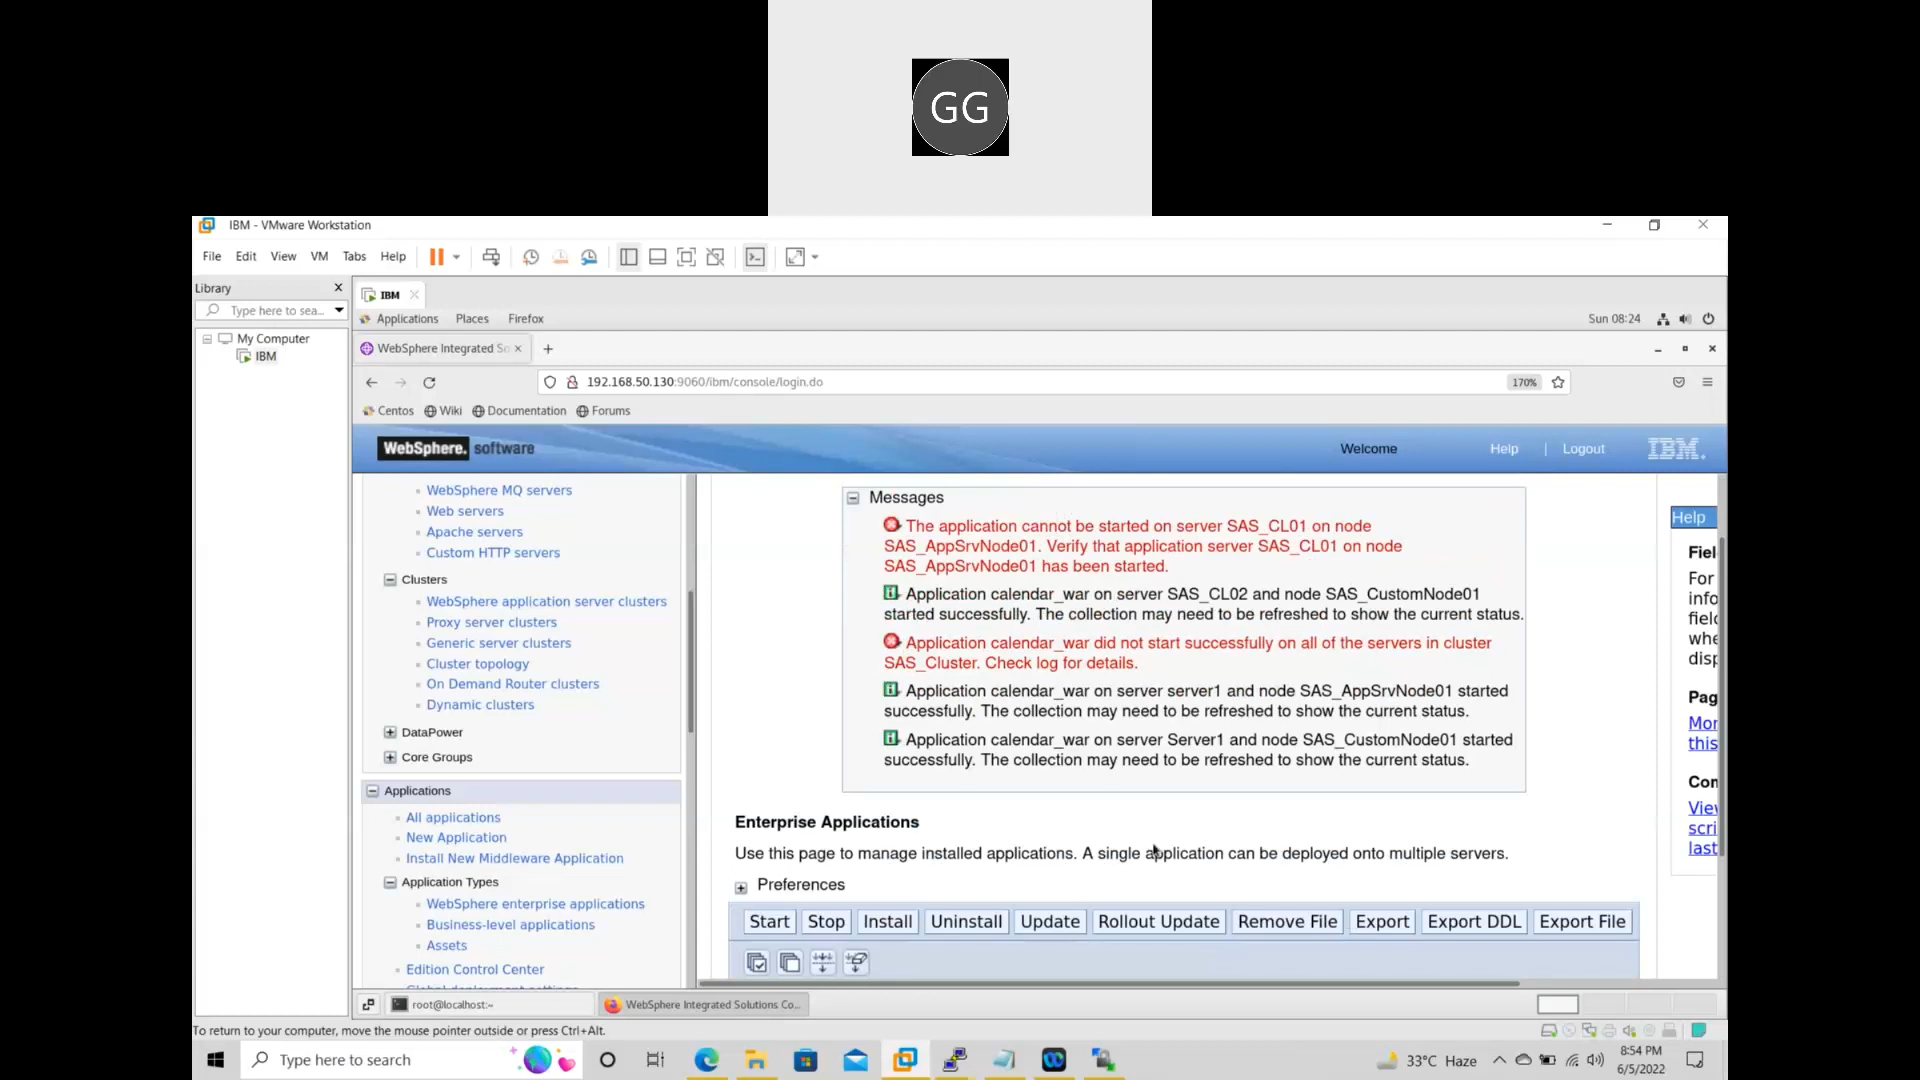 GG
IBM - VMware Workstation
File Edit View VM Tabs Help
Library
Type here to sea...
My Computer
IBM
IBM
Applications Places Firefox
Sun 08:24
WebSphere Integrated So
192.168.50.130:9060/ibm/console/login.do
170%
Centos Wiki Documentation Forums
WebSphere. software
Welcome Help | Logout IBM.
WebSphere MQ servers
Web servers
Apache servers
Custom HTTP servers
Clusters
WebSphere application server clusters
Proxy server clusters
Generic server clusters
Cluster topology
On Demand Router clusters
Dynamic clusters
DataPower
Core Groups
Applications
All applications
New Application
Install New Middleware Application
Application Types
WebSphere enterprise applications
Business-level applications
Assets
Edition Control Center
Messages
The application cannot be started on server SAS_CL01 on node
SAS_AppSrvNode01. Verify that application server SAS_CL01 on node
SAS_AppSrvNode01 has been started.
Application calendar_war on server SAS_CL02 and node SAS_CustomNode01
started successfully. The collection may need to be refreshed to show the current status.
Application calendar_war did not start successfully on all of the servers in cluster
SAS_Cluster. Check log for details.
Application calendar_war on server server1 and node SAS_AppSrvNode01 started
successfully. The collection may need to be refreshed to show the current status.
Application calendar_war on server Server1 and node SAS_CustomNode01 started
successfully. The collection may need to be refreshed to show the current status.
Enterprise Applications
Use this page to manage installed applications. A single application can be deployed onto multiple servers.
Preferences
Start Stop Install Uninstall Update Rollout Update Remove File Export Export DDL Export File
Help
Fiel
For
info
field
whe
disp
Pag
Mor
this
Con
View
scri
last
root@localhost:~
WebSphere Integrated Solutions Co...
To return to your computer, move the mouse pointer outside or press Ctrl+Alt.
Type here to search
33°C Haze
8:54 PM
6/5/2022